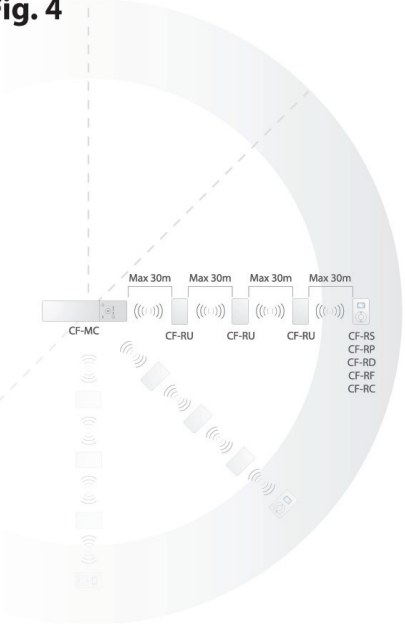 Fig. 4
Max 30m Max 30m Max 30m Max 30m
CF-MC CF-RU CF-RU CF-RU CF-RS
CF-RP
CF-RD
CF-RF
CF-RC